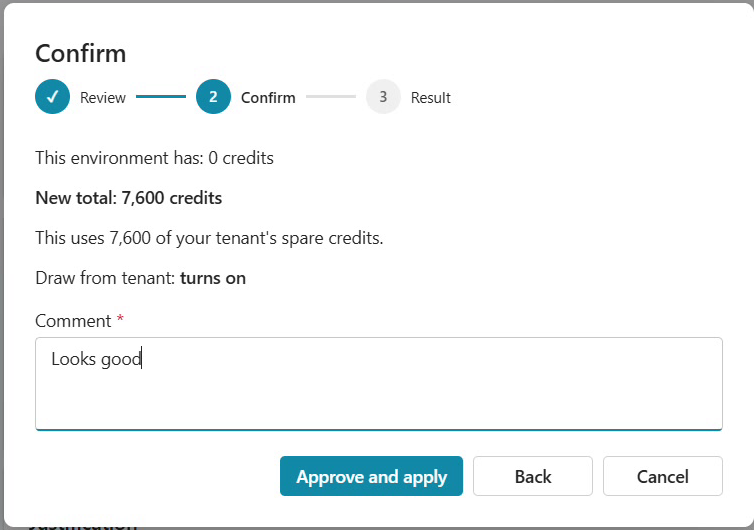 Confirm
Review 2 Confirm 3 Result
This environment has: 0 credits
New total: 7,600 credits
This uses 7,600 of your tenant's spare credits.
Draw from tenant: turns on
Comment *
Looks good
Approve and apply Back Cancel